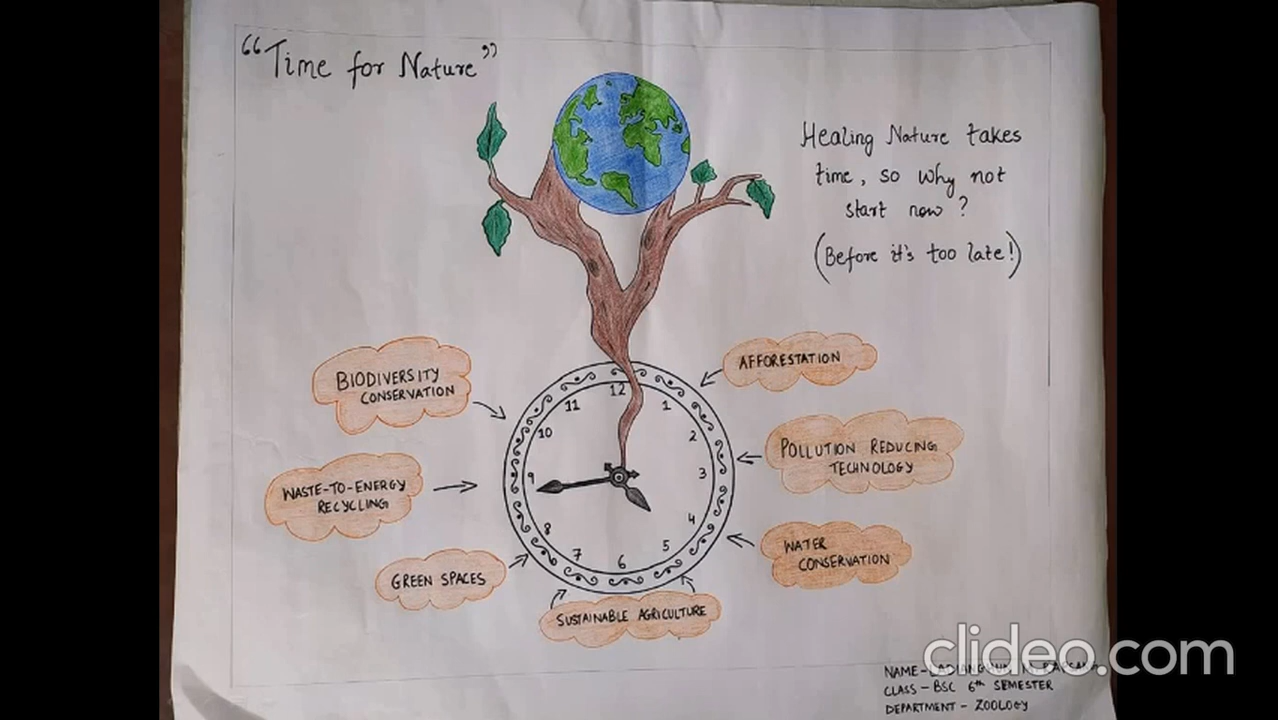 “Time for Nature”
Healing Nature takes
time, so why not
start now?
(Before it's too late!)
BIODIVERSITY
CONSERVATION
AFFORESTATION
WASTE-TO-ENERGY
RECYCLING
POLLUTION REDUCING
TECHNOLOGY
GREEN SPACES
WATER
CONSERVATION
SUSTAINABLE AGRICULTURE
12
1
2
3
4
5
6
7
8
9
10
11
NAME-
CLASS - BSC 6th SEMESTER
DEPARTMENT - ZOOLOGY
clideo.com